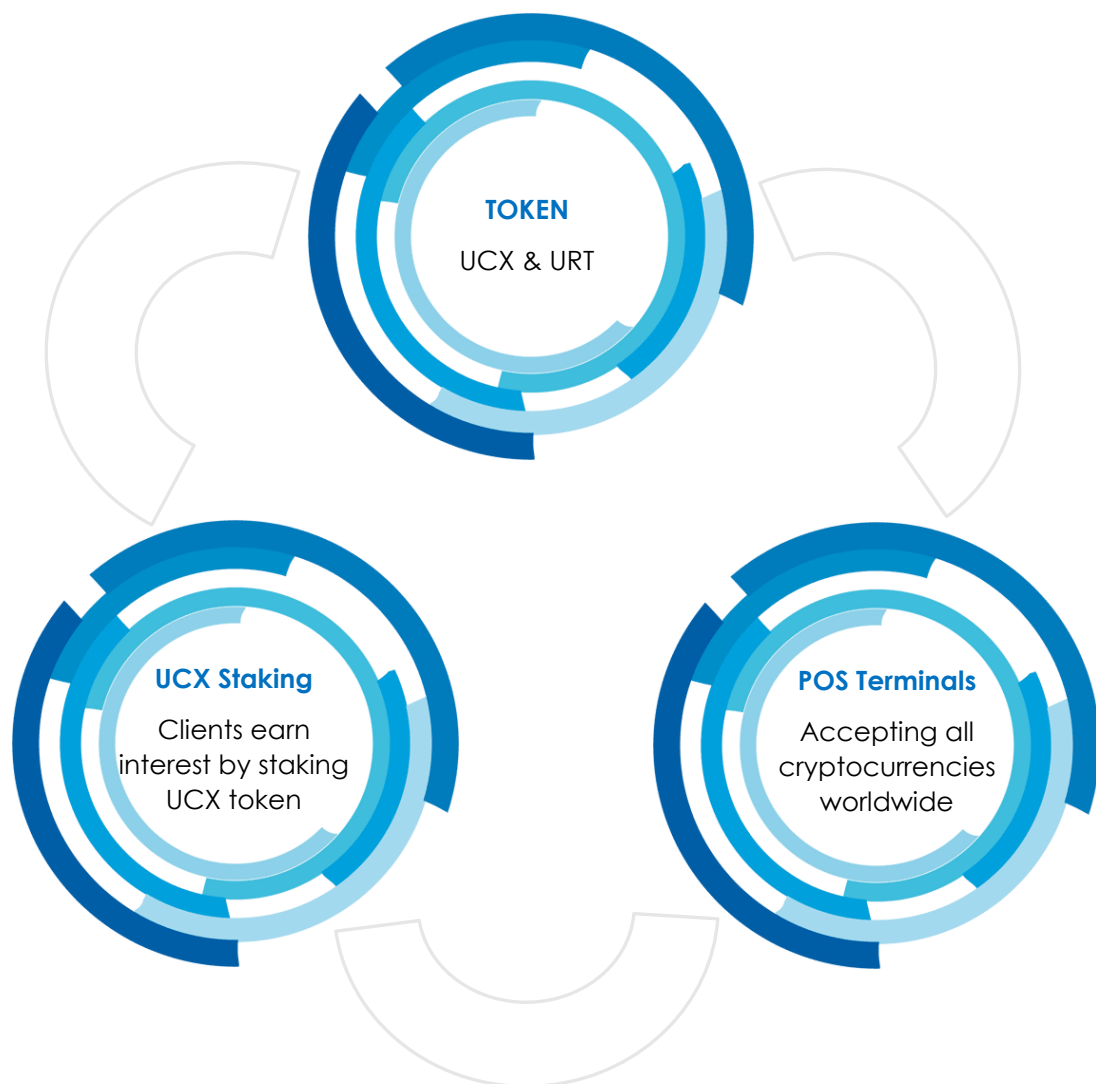 TOKEN
UCX & URT
UCX Staking
Clients earn
interest by staking
UCX token
POS Terminals
Accepting all
cryptocurrencies
worldwide